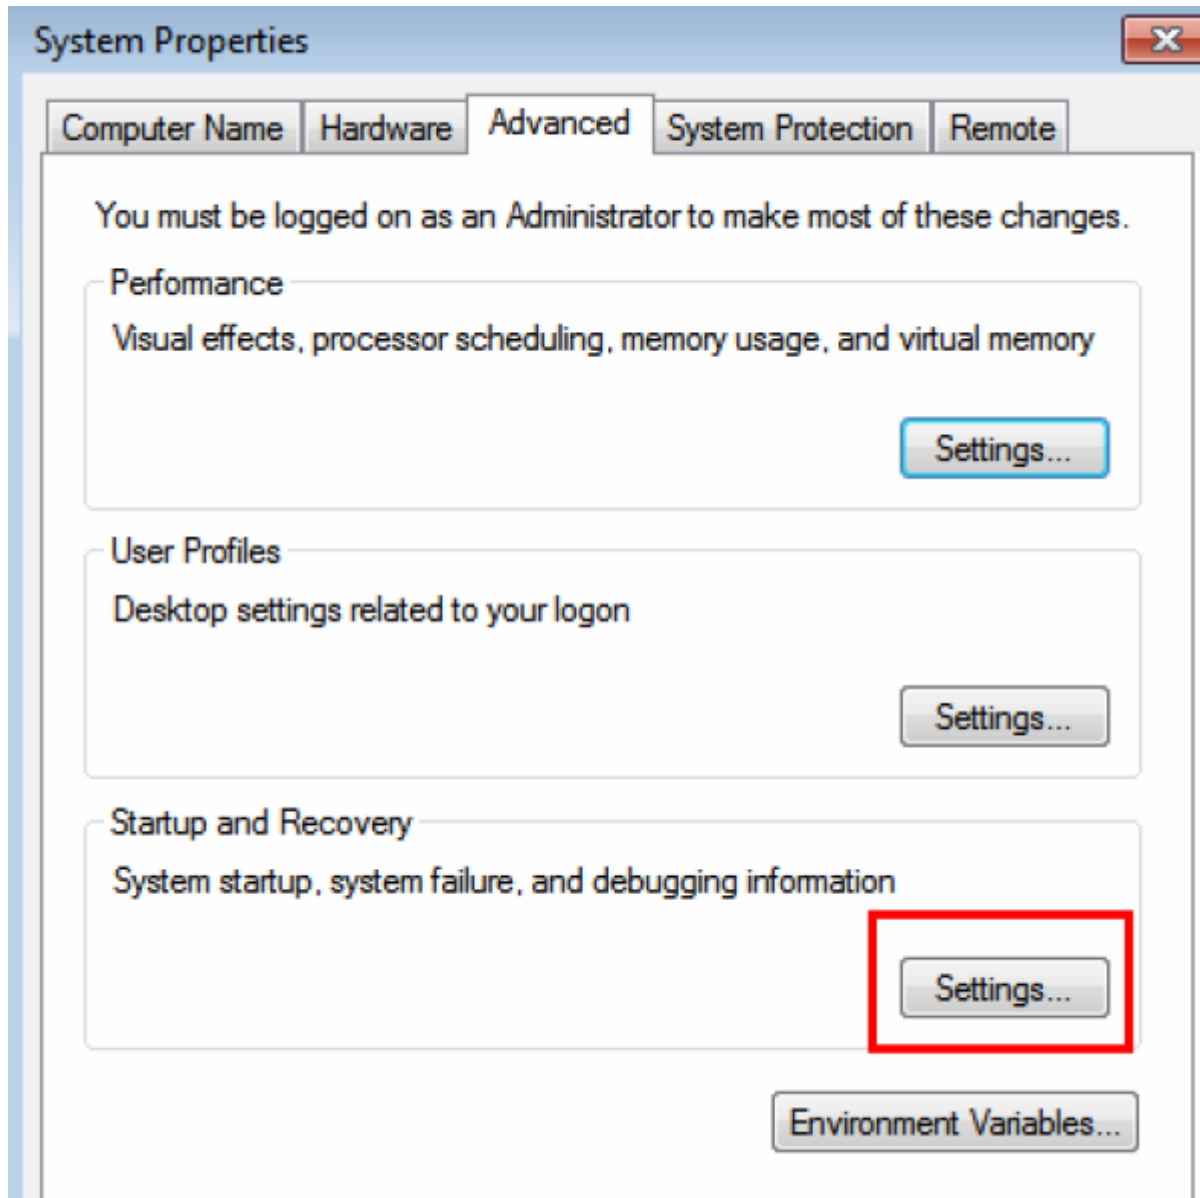 System Properties
Computer Name Hardware Advanced System Protection Remote
You must be logged on as an Administrator to make most of these changes.
Performance
Visual effects, processor scheduling, memory usage, and virtual memory
Settings...
User Profiles
Desktop settings related to your logon
Settings...
Startup and Recovery
System startup, system failure, and debugging information
Settings...
Environment Variables...